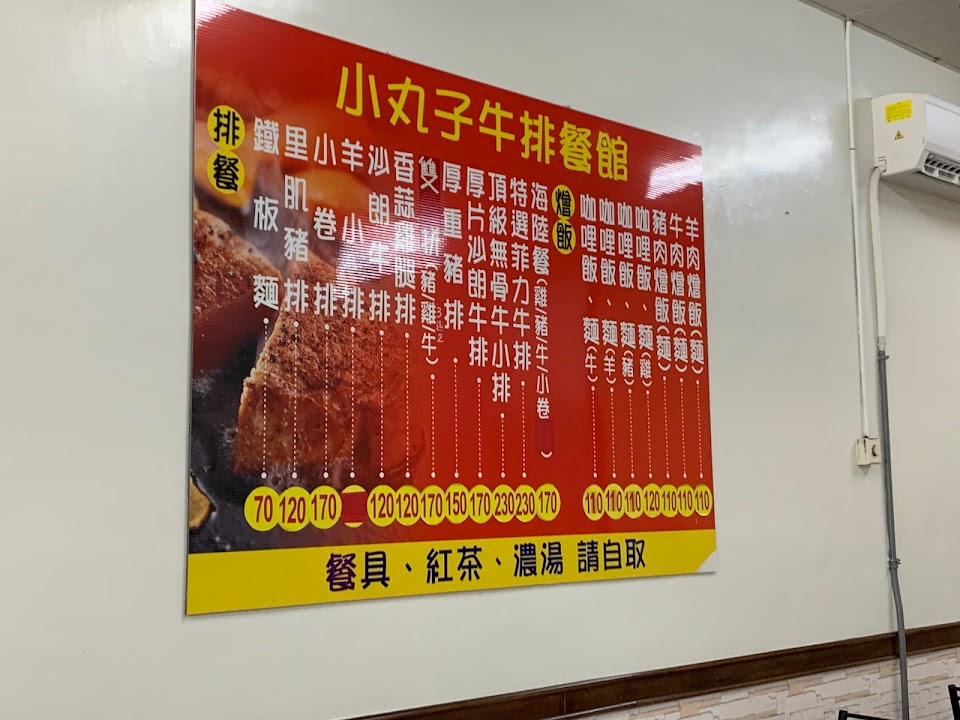 小丸子牛排餐館
排餐
鐵板麵 70
里肌豬排 120
小卷排 170
羊小排
沙朗牛排 120
香蒜雞腿排 120
雙 拼(豬/雞/牛) 3選2 170
厚重豬排 150
厚片沙朗牛排 170
頂級無骨牛小排 230
特選菲力牛排 230
海陸餐(雞/豬/牛/小卷 ) 170
燴飯
咖哩飯、麵(牛) 110
咖哩飯、麵(羊) 110
咖哩飯、麵(豬) 110
咖哩飯、麵(雞) 120
豬肉燴飯(麵) 110
牛肉燴飯(麵) 110
羊肉燴飯(麵) 110
餐具、紅茶、濃湯 請自取